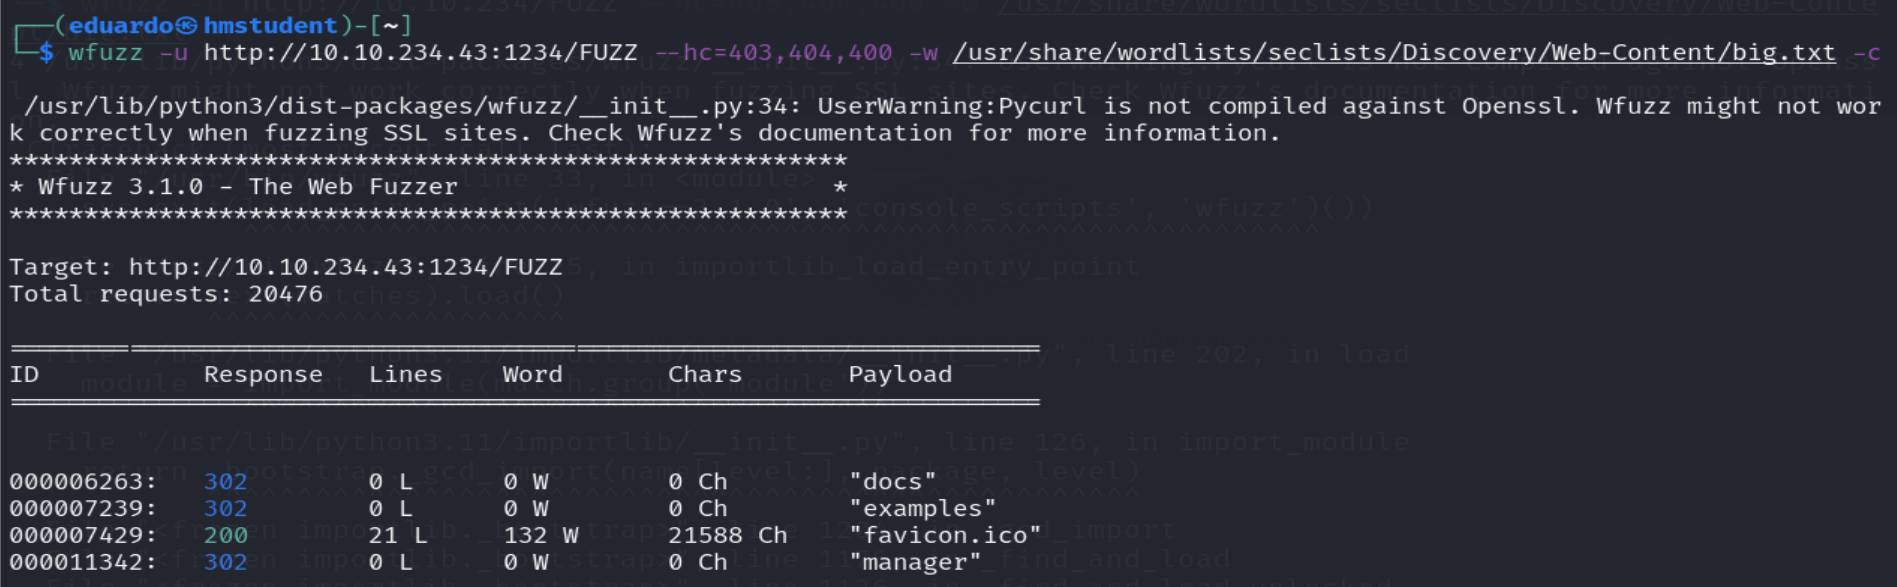 ┌──(eduardo㉿hmstudent)-[~]
└─$ wfuzz -u http://10.10.234.43:1234/FUZZ --hc=403,404,400 -w /usr/share/wordlists/seclists/Discovery/Web-Content/big.txt -c
/usr/lib/python3/dist-packages/wfuzz/__init__.py:34: UserWarning:Pycurl is not compiled against Openssl. Wfuzz might not wor
k correctly when fuzzing SSL sites. Check Wfuzz's documentation for more information.
********************************************************
* Wfuzz 3.1.0 - The Web Fuzzer                         *
********************************************************
Target: http://10.10.234.43:1234/FUZZ
Total requests: 20476
=====================================================================
ID           Response   Lines    Word       Chars       Payload
=====================================================================
000006263:   302        0 L      0 W        0 Ch        "docs"
000007239:   302        0 L      0 W        0 Ch        "examples"
000007429:   200        21 L     132 W      21588 Ch    "favicon.ico"
000011342:   302        0 L      0 W        0 Ch        "manager"